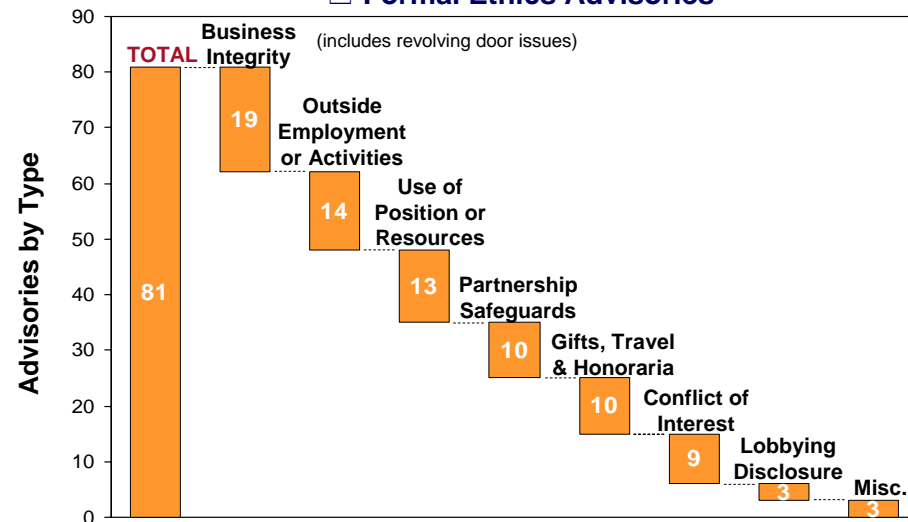 Formal Ethics Advisories
Advisories by Type
90
80
70
60
50
40
30
20
10
0
TOTAL
81
Business
Integrity
(includes revolving door issues)
19
Outside
Employment
or Activities
14
Use of
Position or
Resources
13
Partnership
Safeguards
10
Gifts, Travel
& Honoraria
10
Conflict of
Interest
9
Lobbying
Disclosure
3
Misc.
3